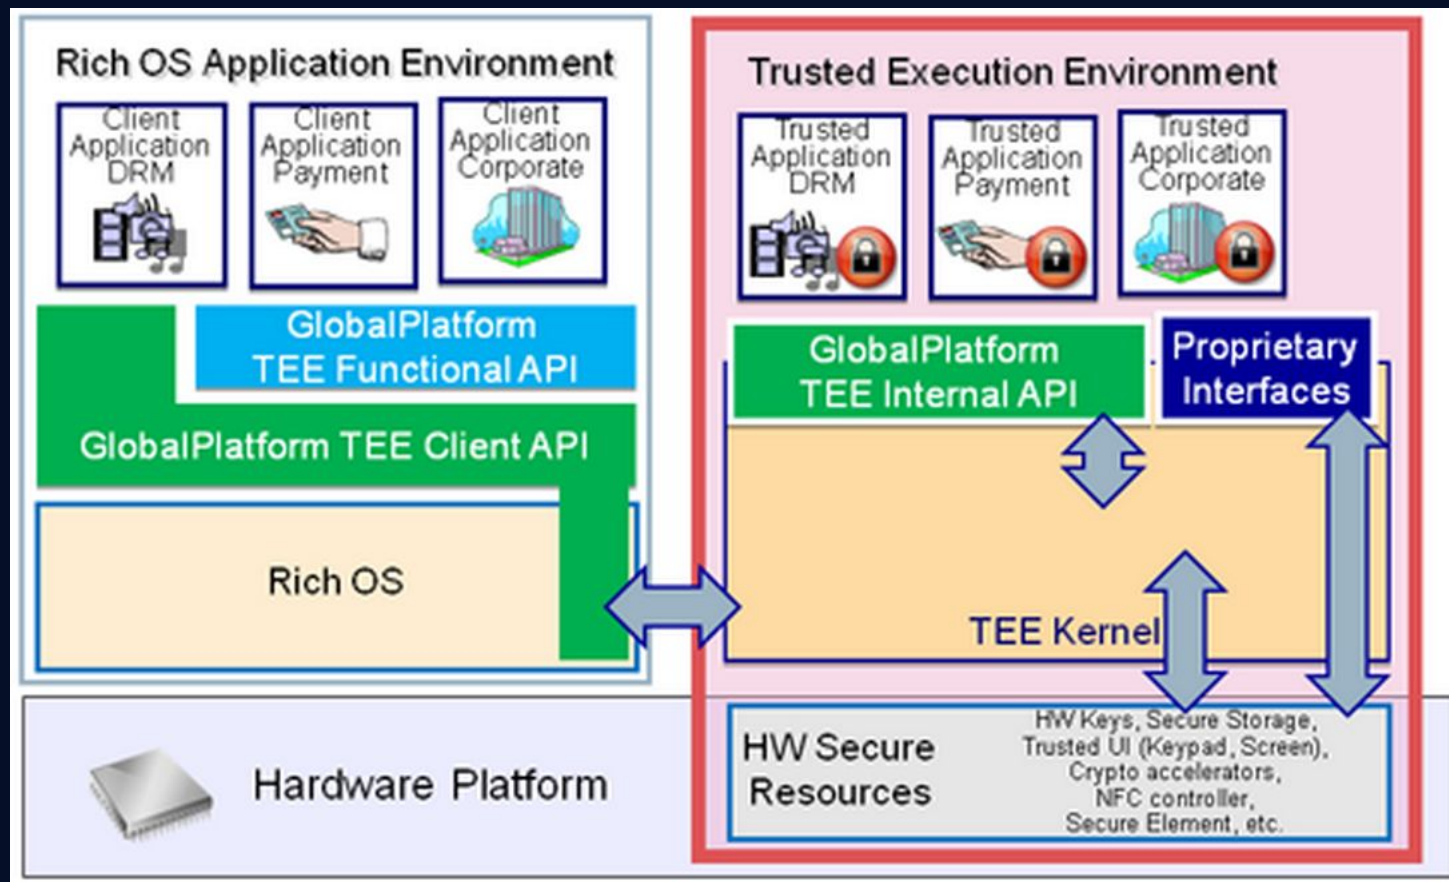 Rich OS Application Environment
Client
Application
DRM
Client
Application
Payment
Client
Application
Corporate
GlobalPlatform
TEE Functional API
GlobalPlatform TEE Client API
Rich OS
Trusted Execution Environment
Trusted
Application
DRM
Trusted
Application
Payment
Trusted
Application
Corporate
GlobalPlatform
TEE Internal API
Proprietary
Interfaces
TEE Kernel
Hardware Platform
HW Secure
Resources
HW Keys, Secure Storage,
Trusted UI (Keypad, Screen),
Crypto accelerators,
NFC controller,
Secure Element, etc.